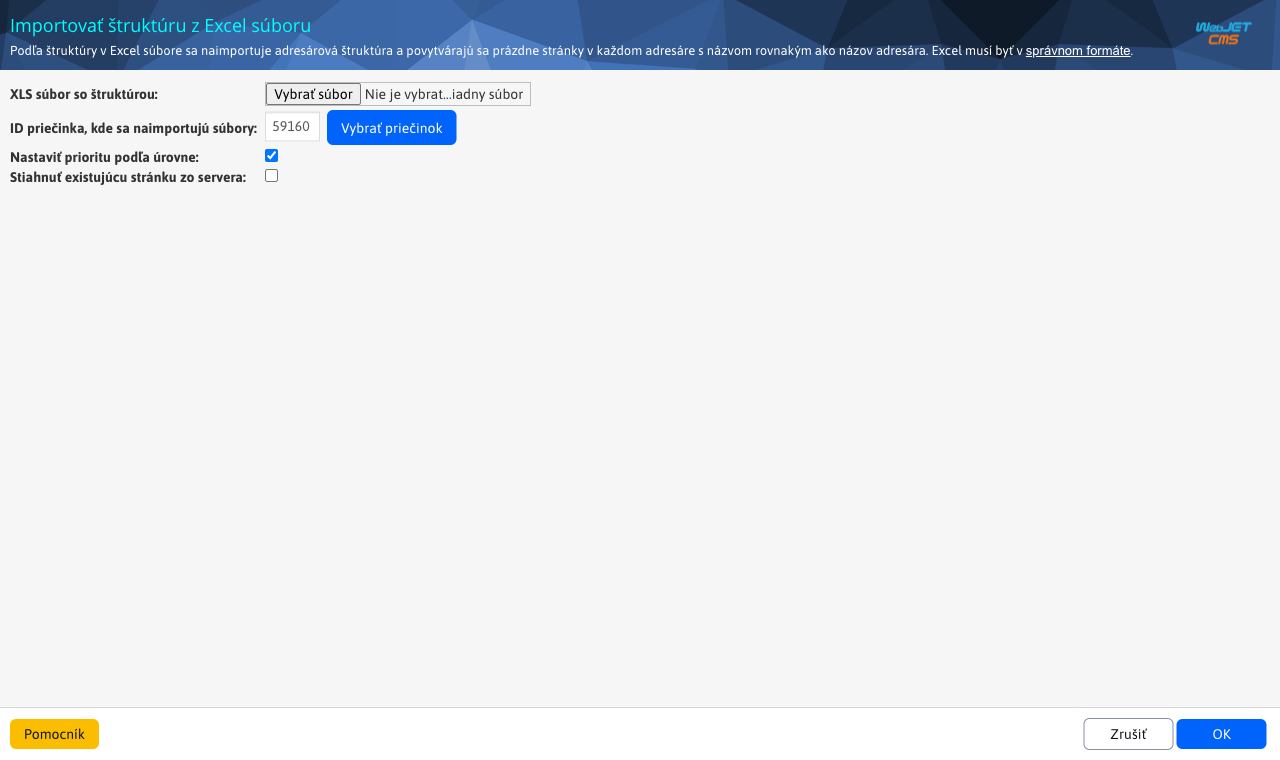 Importovať štruktúru z Excel súboru
Podľa štruktúry v Excel súbore sa naimportuje adresárová štruktúra a povytvárajú sa prázdne stránky v každom adresáre s názvom rovnakým ako názov adresára. Excel musí byť v správnom formáte.
WebJET
CMS
XLS súbor so štruktúrou: Vybrať súbor Nie je vybrat...iadny súbor
ID priečinka, kde sa naimportujú súbory: 59160 Vybrať priečinok
Nastaviť prioritu podľa úrovne:
Stiahnuť existujúcu stránku zo servera:
Pomocník Zrušiť OK